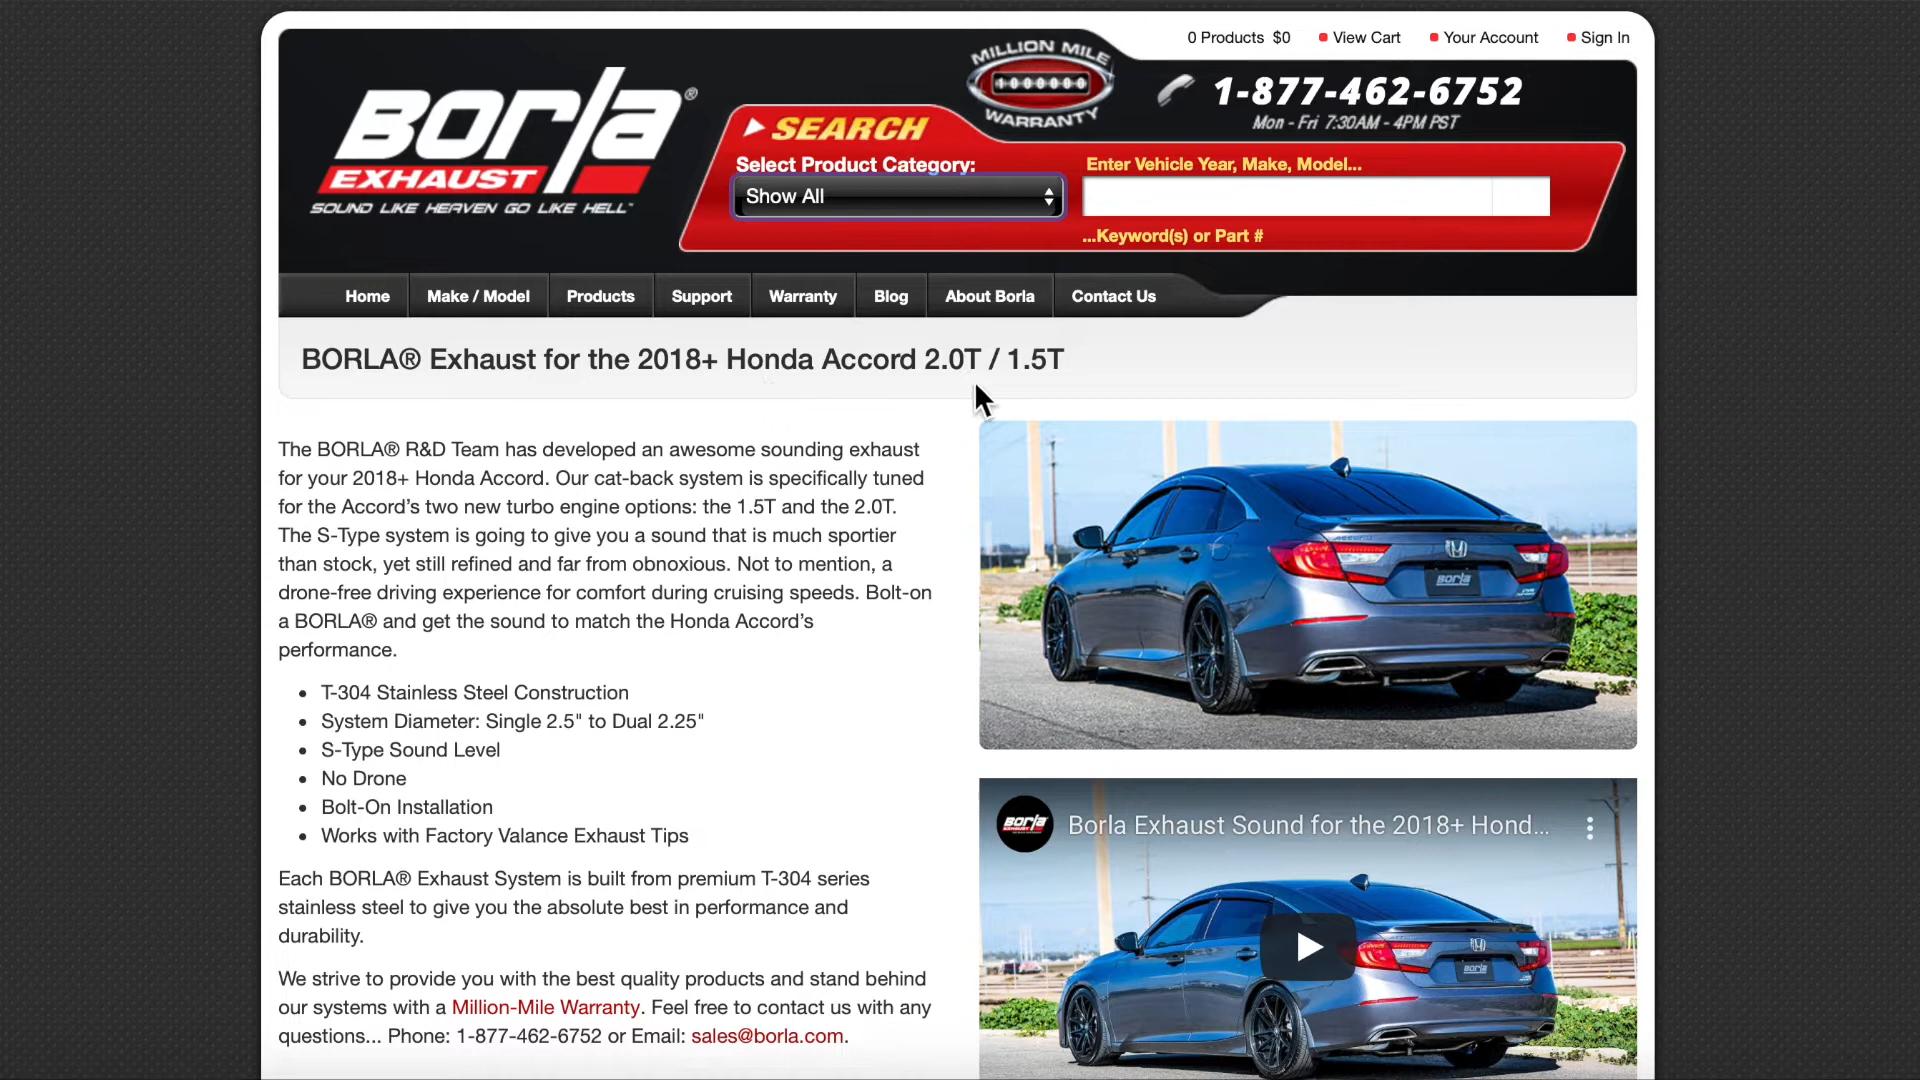 0 Products $0
View Cart
Your Account
Sign In
MILLION MILE
1000000
WARRANTY
1-877-462-6752
Mon - Fri 7:30AM - 4PM PST
Borla®
EXHAUST
SOUND LIKE HEAVEN GO LIKE HELL™
SEARCH
Select Product Category:
Show All
Enter Vehicle Year, Make, Model...
...Keyword(s) or Part #
Home
Make / Model
Products
Support
Warranty
Blog
About Borla
Contact Us
BORLA® Exhaust for the 2018+ Honda Accord 2.0T / 1.5T
The BORLA® R&D Team has developed an awesome sounding exhaust
for your 2018+ Honda Accord. Our cat-back system is specifically tuned
for the Accord’s two new turbo engine options: the 1.5T and the 2.0T.
The S-Type system is going to give you a sound that is much sportier
than stock, yet still refined and far from obnoxious. Not to mention, a
drone-free driving experience for comfort during cruising speeds. Bolt-on
a BORLA® and get the sound to match the Honda Accord’s
performance.
• T-304 Stainless Steel Construction
• System Diameter: Single 2.5" to Dual 2.25"
• S-Type Sound Level
• No Drone
• Bolt-On Installation
• Works with Factory Valance Exhaust Tips
Each BORLA® Exhaust System is built from premium T-304 series
stainless steel to give you the absolute best in performance and
durability.
We strive to provide you with the best quality products and stand behind
our systems with a Million-Mile Warranty. Feel free to contact us with any
questions... Phone: 1-877-462-6752 or Email: sales@borla.com.
Borla
Borla
EXHAUST
Borla Exhaust Sound for the 2018+ Hond...
Borla